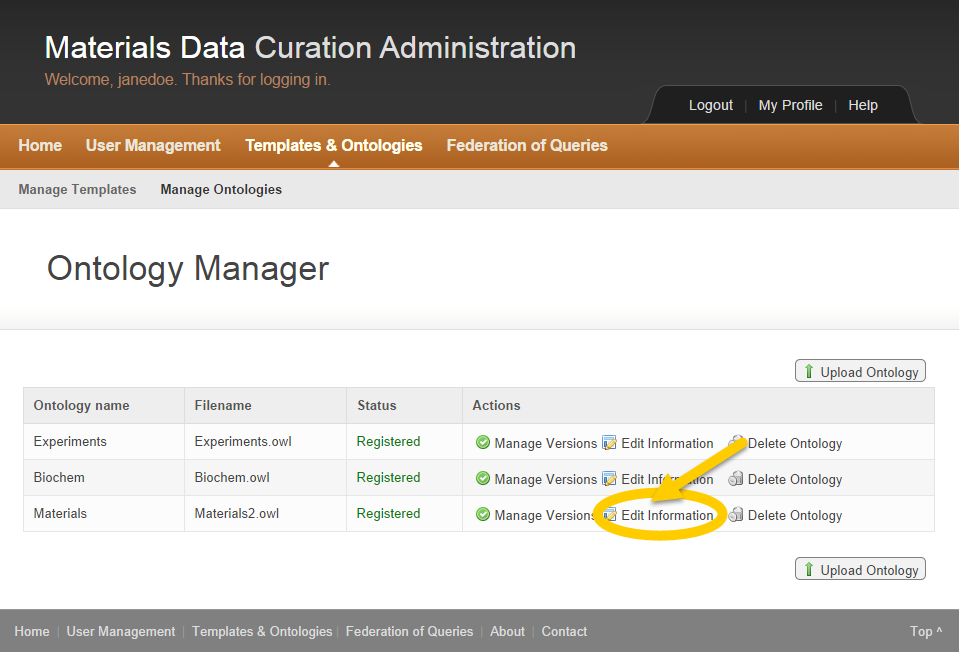 Materials Data Curation Administration
Welcome, janedoe. Thanks for logging in.
Logout | My Profile | Help
Home User Management Templates & Ontologies Federation of Queries
Manage Templates Manage Ontologies
Ontology Manager
Upload Ontology
Ontology name Filename Status Actions
Experiments Experiments.owl Registered Manage Versions Edit Information Delete Ontology
Biochem Biochem.owl Registered Manage Versions Edit Information Delete Ontology
Materials Materials2.owl Registered Manage Versions Edit Information Delete Ontology
Upload Ontology
Home | User Management | Templates & Ontologies | Federation of Queries | About | Contact Top ^